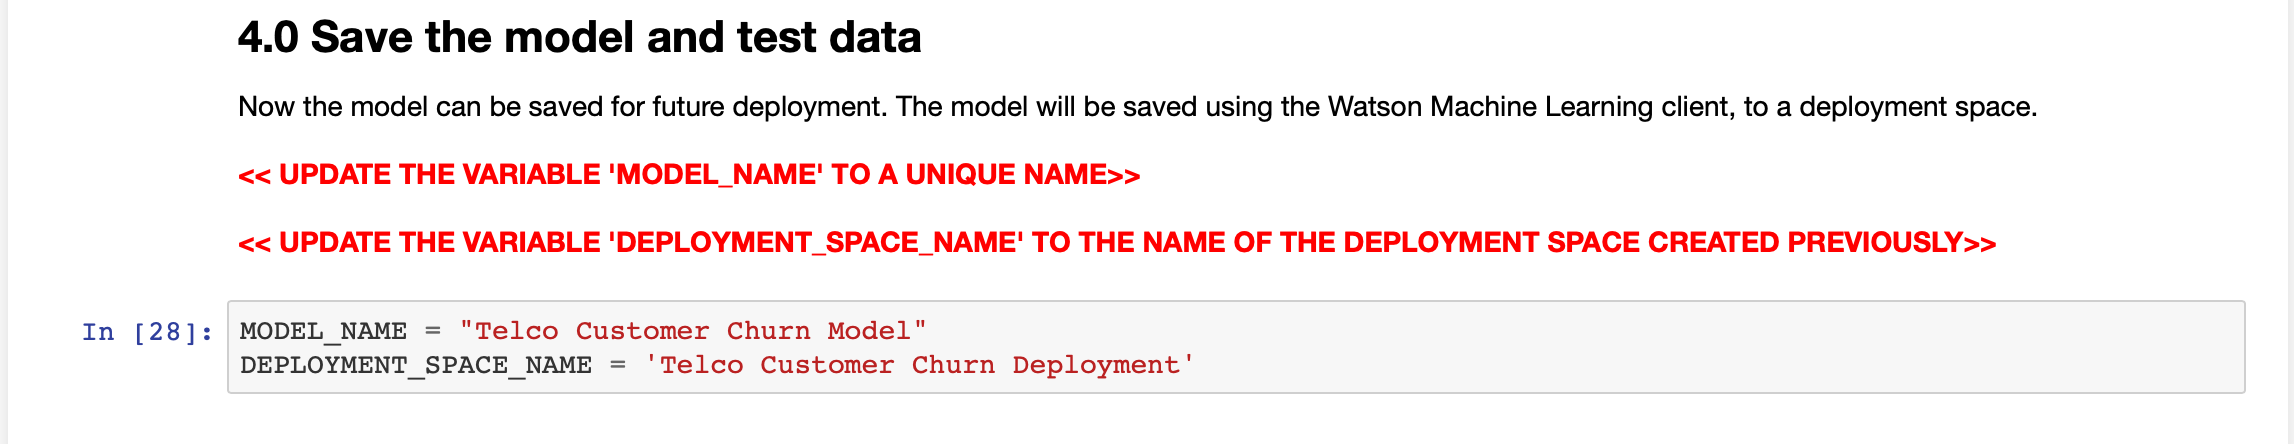 4.0 Save the model and test data
Now the model can be saved for future deployment. The model will be saved using the Watson Machine Learning client, to a deployment space.
<< UPDATE THE VARIABLE 'MODEL_NAME' TO A UNIQUE NAME>>
<< UPDATE THE VARIABLE 'DEPLOYMENT_SPACE_NAME' TO THE NAME OF THE DEPLOYMENT SPACE CREATED PREVIOUSLY>>
In [28]: MODEL_NAME = "Telco Customer Churn Model"
DEPLOYMENT_SPACE_NAME = 'Telco Customer Churn Deployment'